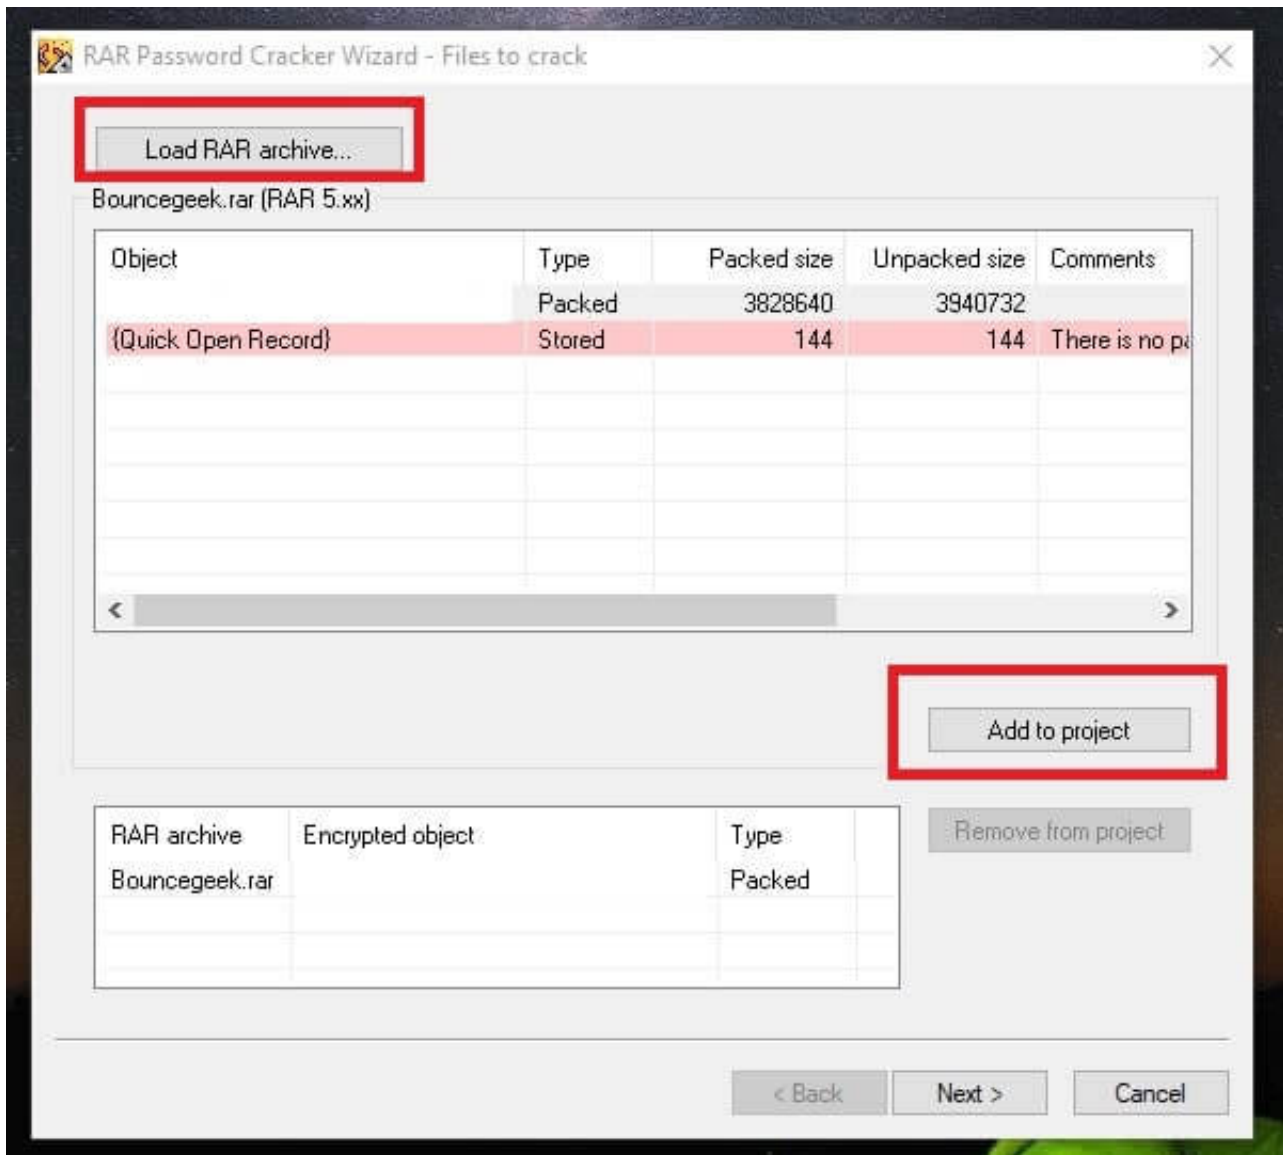 RAR Password Cracker Wizard - Files to crack
Load RAR archive...
Bouncegeek.rar (RAR 5.xx)
Object Type Packed size Unpacked size Comments
Packed 3828640 3940732
{Quick Open Record} Stored 144 144 There is no
Add to project
RAR archive Encrypted object Type
Remove from project
Bouncegeek.rar Packed
< Back Next > Cancel